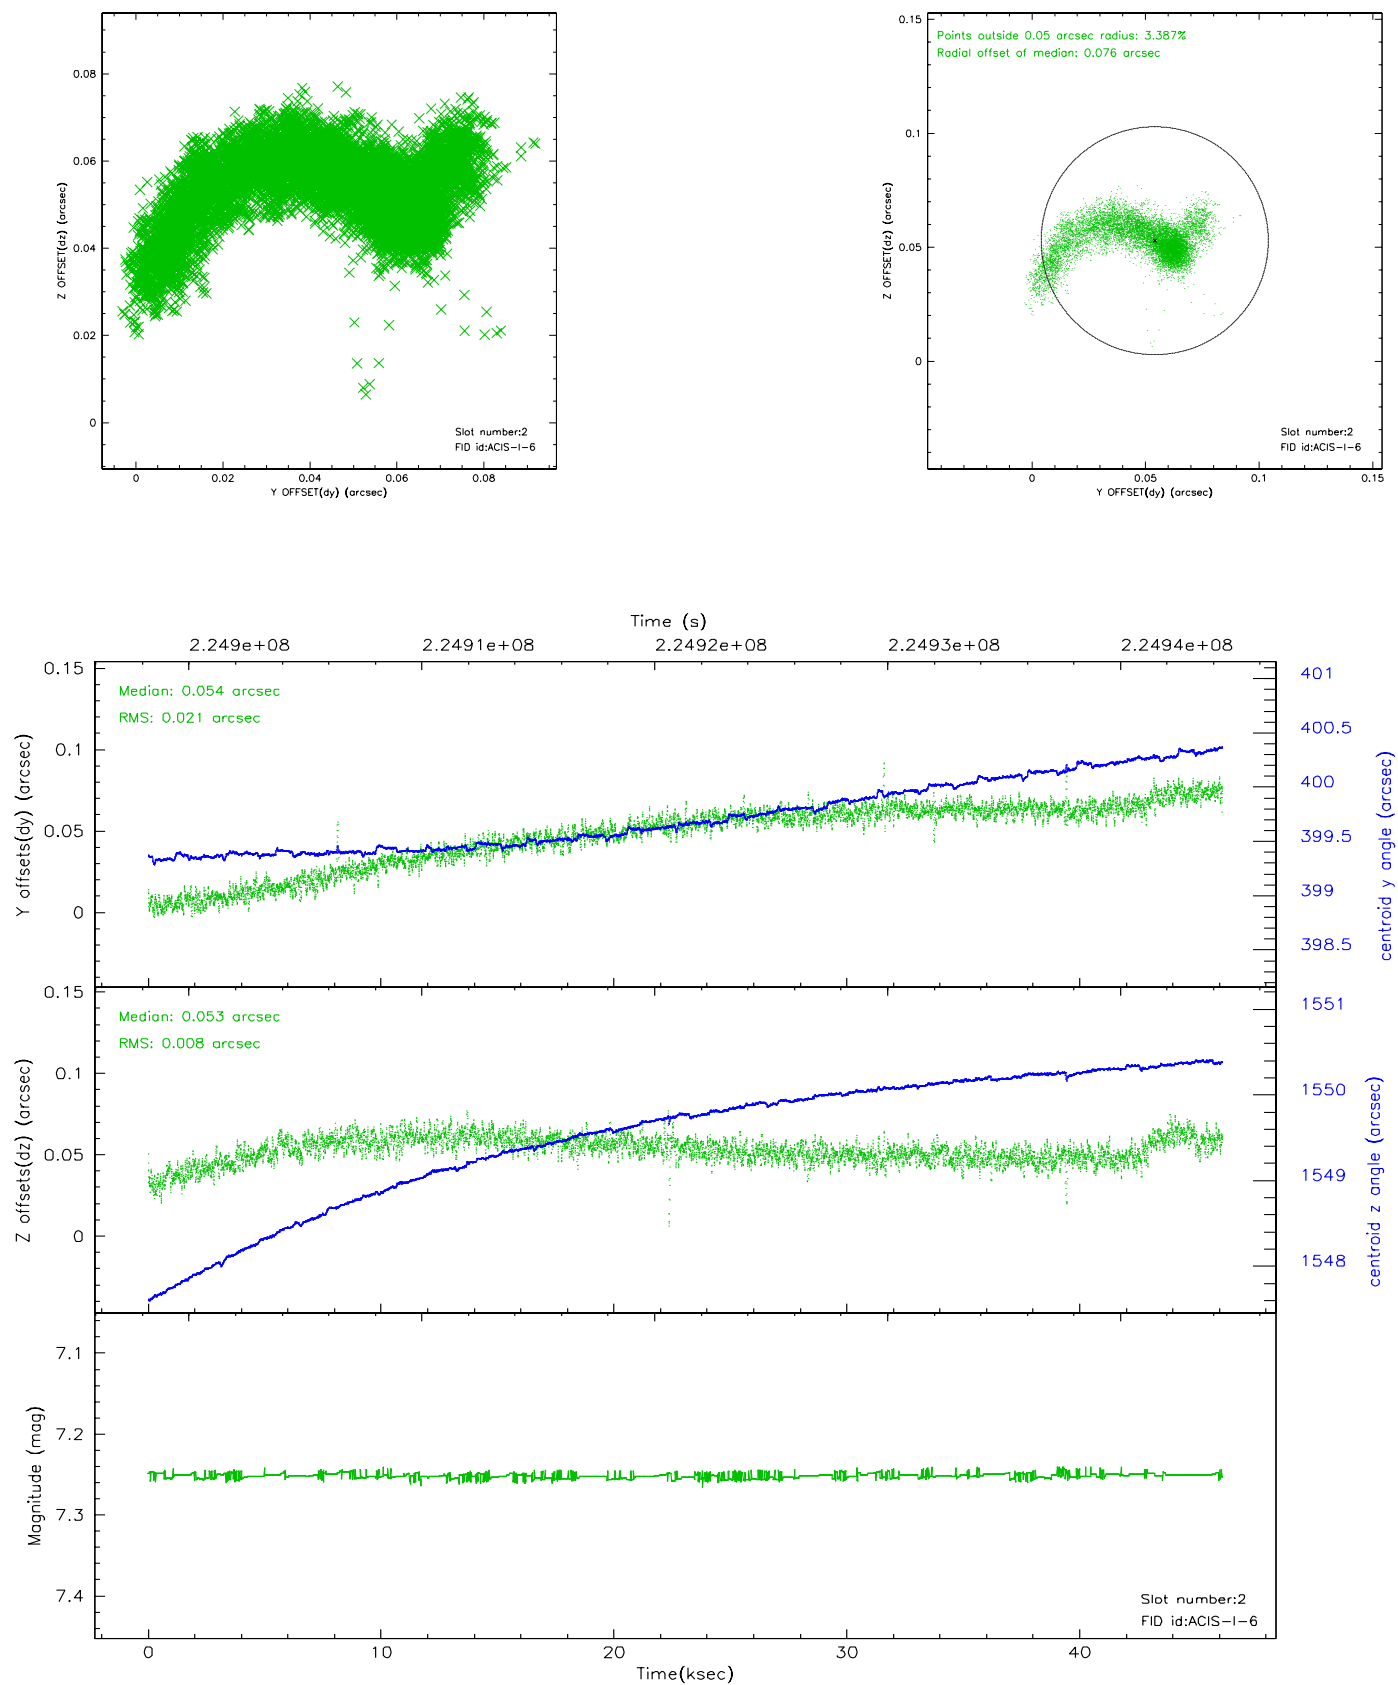 0.08
0.06
0.04
0.02
0
Z OFFSET(dz) (arcsec)
0
0.02
0.04
0.06
0.08
Y OFFSET(dy) (arcsec)
Slot number:2
FID id:ACIS-I-6
Points outside 0.05 arcsec radius: 3.387%
Radial offset of median: 0.076 arcsec
0.15
0.1
0.05
0
Z OFFSET(dz) (arcsec)
0
0.05
0.1
0.15
Y OFFSET(dy) (arcsec)
Slot number:2
FID id:ACIS-I-6
Time (s)
2.249e+08
2.2491e+08
2.2492e+08
2.2493e+08
2.2494e+08
Median: 0.054 arcsec
RMS: 0.021 arcsec
0.15
0.1
0.05
0
Y offsets(dy) (arcsec)
401
400.5
400
399.5
399
398.5
centroid y angle (arcsec)
Median: 0.053 arcsec
RMS: 0.008 arcsec
0.15
0.1
0.05
0
Z offsets(dz) (arcsec)
1551
1550
1549
1548
centroid z angle (arcsec)
7.1
7.2
7.3
7.4
Magnitude (mag)
Slot number:2
FID id:ACIS-I-6
0
10
20
30
40
Time(ksec)